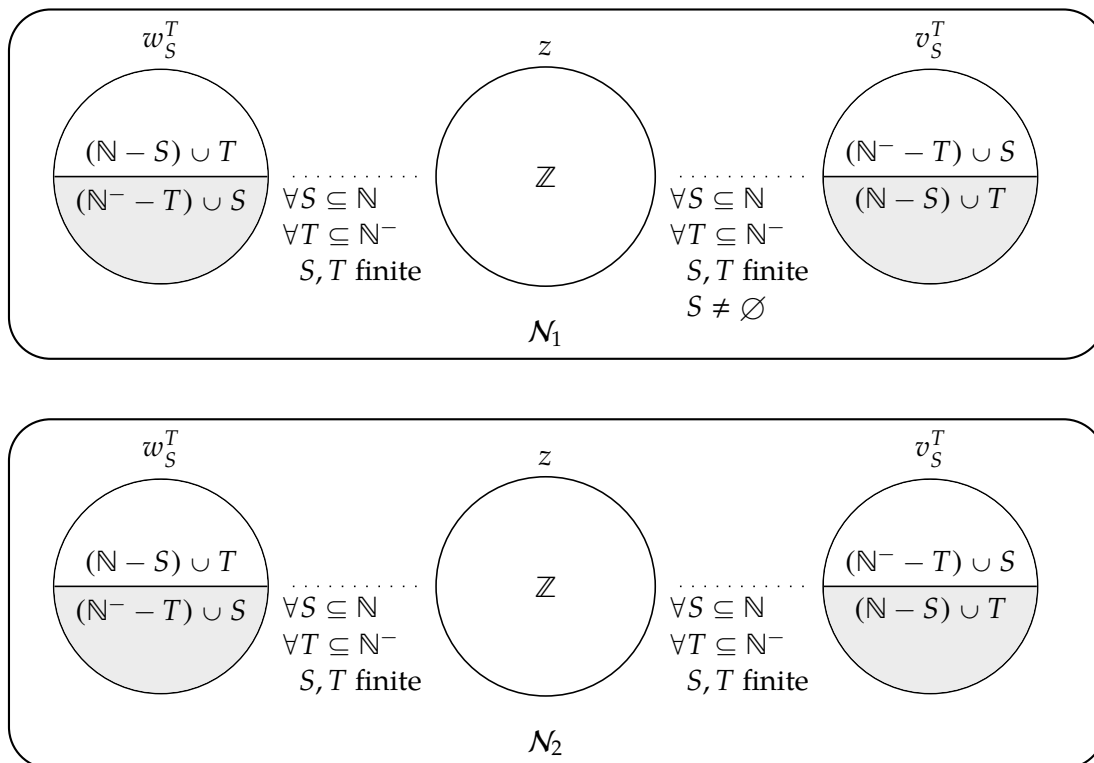 w_S^T z v_S^T
(ℕ − S) ∪ T
(ℕ⁻ − T) ∪ S
ℤ
(ℕ⁻ − T) ∪ S
(ℕ − S) ∪ T
∀S ⊆ ℕ
∀T ⊆ ℕ⁻
S, T finite
∀S ⊆ ℕ
∀T ⊆ ℕ⁻
S, T finite
S ≠ ∅
𝒩₁
w_S^T z v_S^T
(ℕ − S) ∪ T
(ℕ⁻ − T) ∪ S
ℤ
(ℕ⁻ − T) ∪ S
(ℕ − S) ∪ T
∀S ⊆ ℕ
∀T ⊆ ℕ⁻
S, T finite
∀S ⊆ ℕ
∀T ⊆ ℕ⁻
S, T finite
𝒩₂